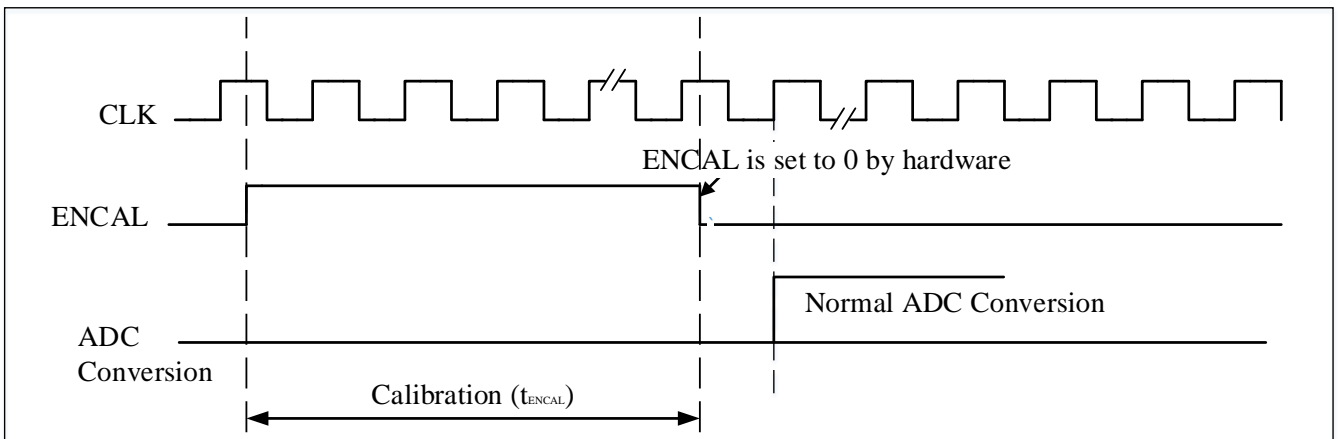 CLK
ENCAL is set to 0 by hardware
ENCAL
Normal ADC Conversion
ADC
Conversion
Calibration (tENCAL)